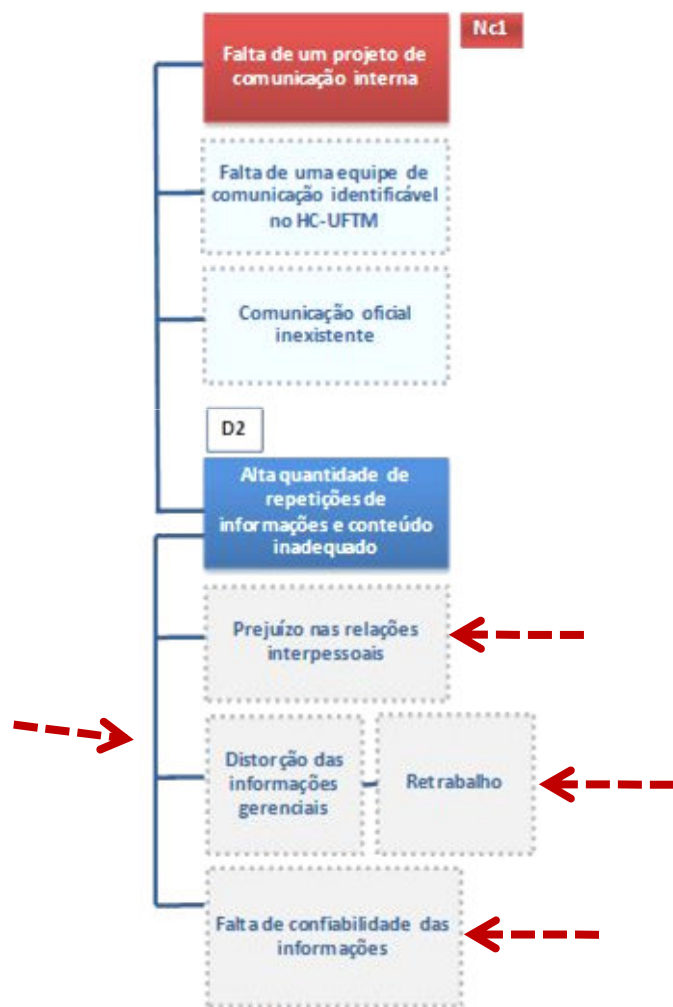 Nc1
Falta de um projeto de
comunicação interna
Falta de uma equipe de
comunicação identificável
no HC-UFTM
Comunicação oficial
inexistente
D2
Alta quantidade de
repetições de
informações e conteúdo
inadequado
Prejuízo nas relações
interpessoais
Distorção das
informações
gerenciais
Retrabalho
Falta de confiabilidade das
informações